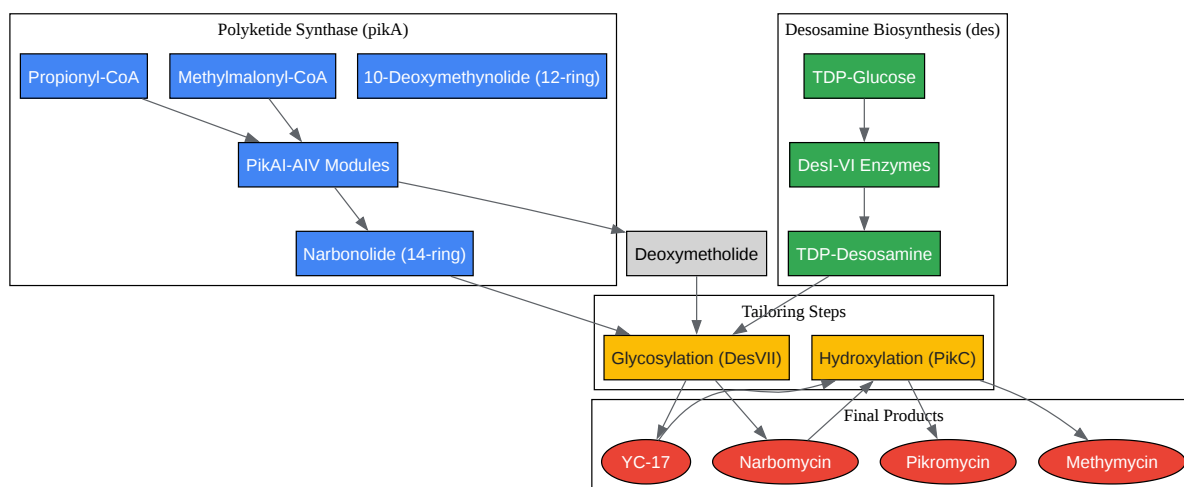 Polyketide Synthase (pikA)
Desosamine Biosynthesis (des)
Propionyl-CoA
Methylmalonyl-CoA
10-Deoxymethynolide (12-ring)
TDP-Glucose
PikAI-AIV Modules
DesI-VI Enzymes
Narbonolide (14-ring)
Deoxymetholide
TDP-Desosamine
Tailoring Steps
Glycosylation (DesVII)
Hydroxylation (PikC)
Final Products
YC-17
Narbomycin
Pikromycin
Methymycin